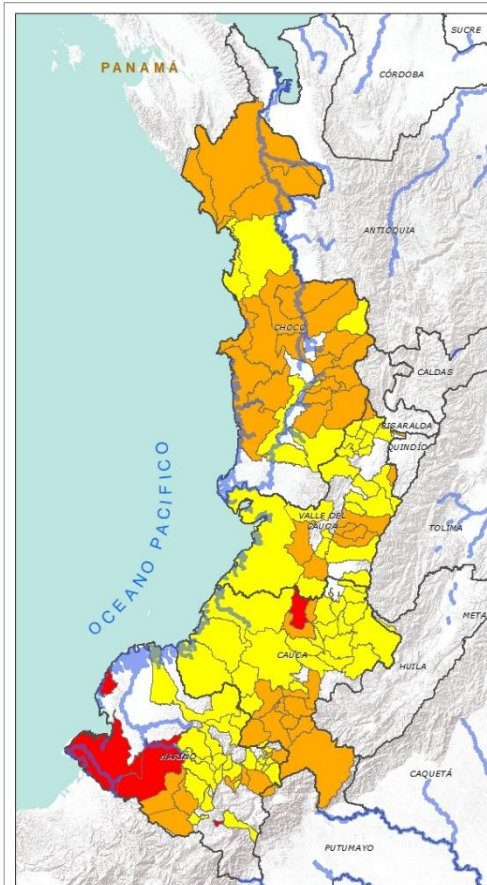 SUCRE
PANAMÁ
CÓRDOBA
ANTIOQUIA
CHOCÓ
CALDAS
RISARALDA
QUINDÍO
VALLE DEL
CAUCA
TOLIMA
OCEANO PACIFICO
META
CAUCA
HUILA
NARIÑO
CAQUETÁ
PUTUMAYO